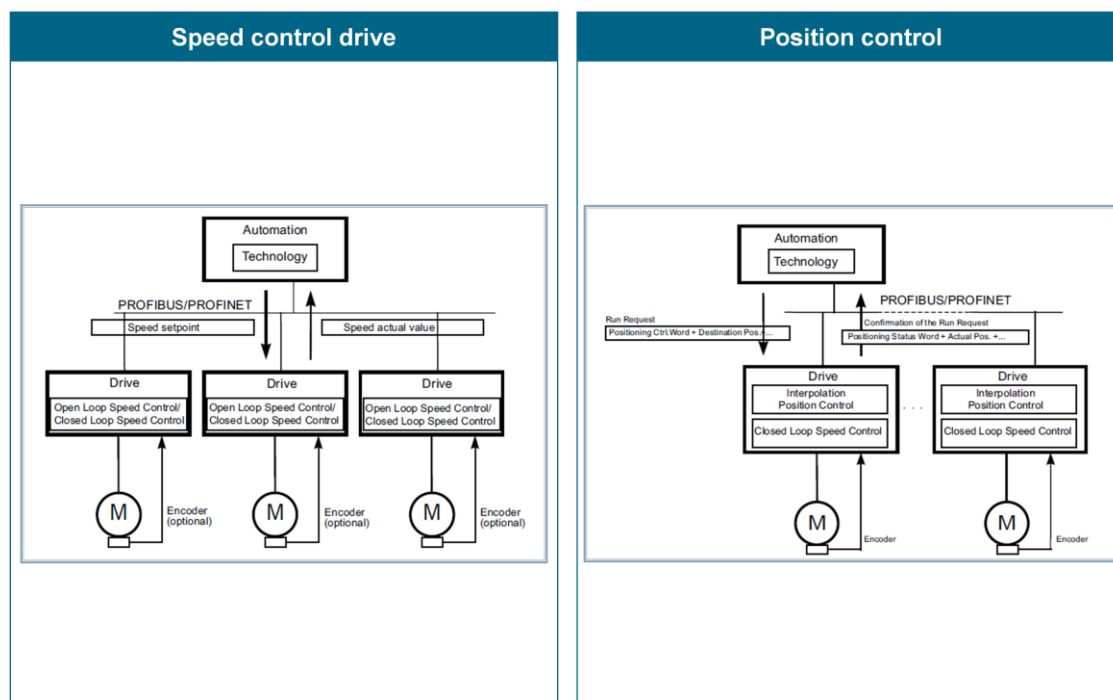 Speed control drive
Automation
Technology
PROFIBUS/PROFINET
Speed setpoint
Speed actual value
Drive
Open Loop Speed Control/
Closed Loop Speed Control
Drive
Open Loop Speed Control/
Closed Loop Speed Control
Drive
Open Loop Speed Control/
Closed Loop Speed Control
M
Encoder
(optional)
M
Encoder
(optional)
M
Encoder
(optional)
Position control
Automation
Technology
PROFIBUS/PROFINET
Run Request
Positioning Ctrl.Word + Destination Pos.+...
Confirmation of the Run Request
Positioning Status Word + Actual Pos. +...
Drive
Interpolation
Position Control
Closed Loop Speed Control
. . .
Drive
Interpolation
Position Control
Closed Loop Speed Control
M
Encoder
M
Encoder